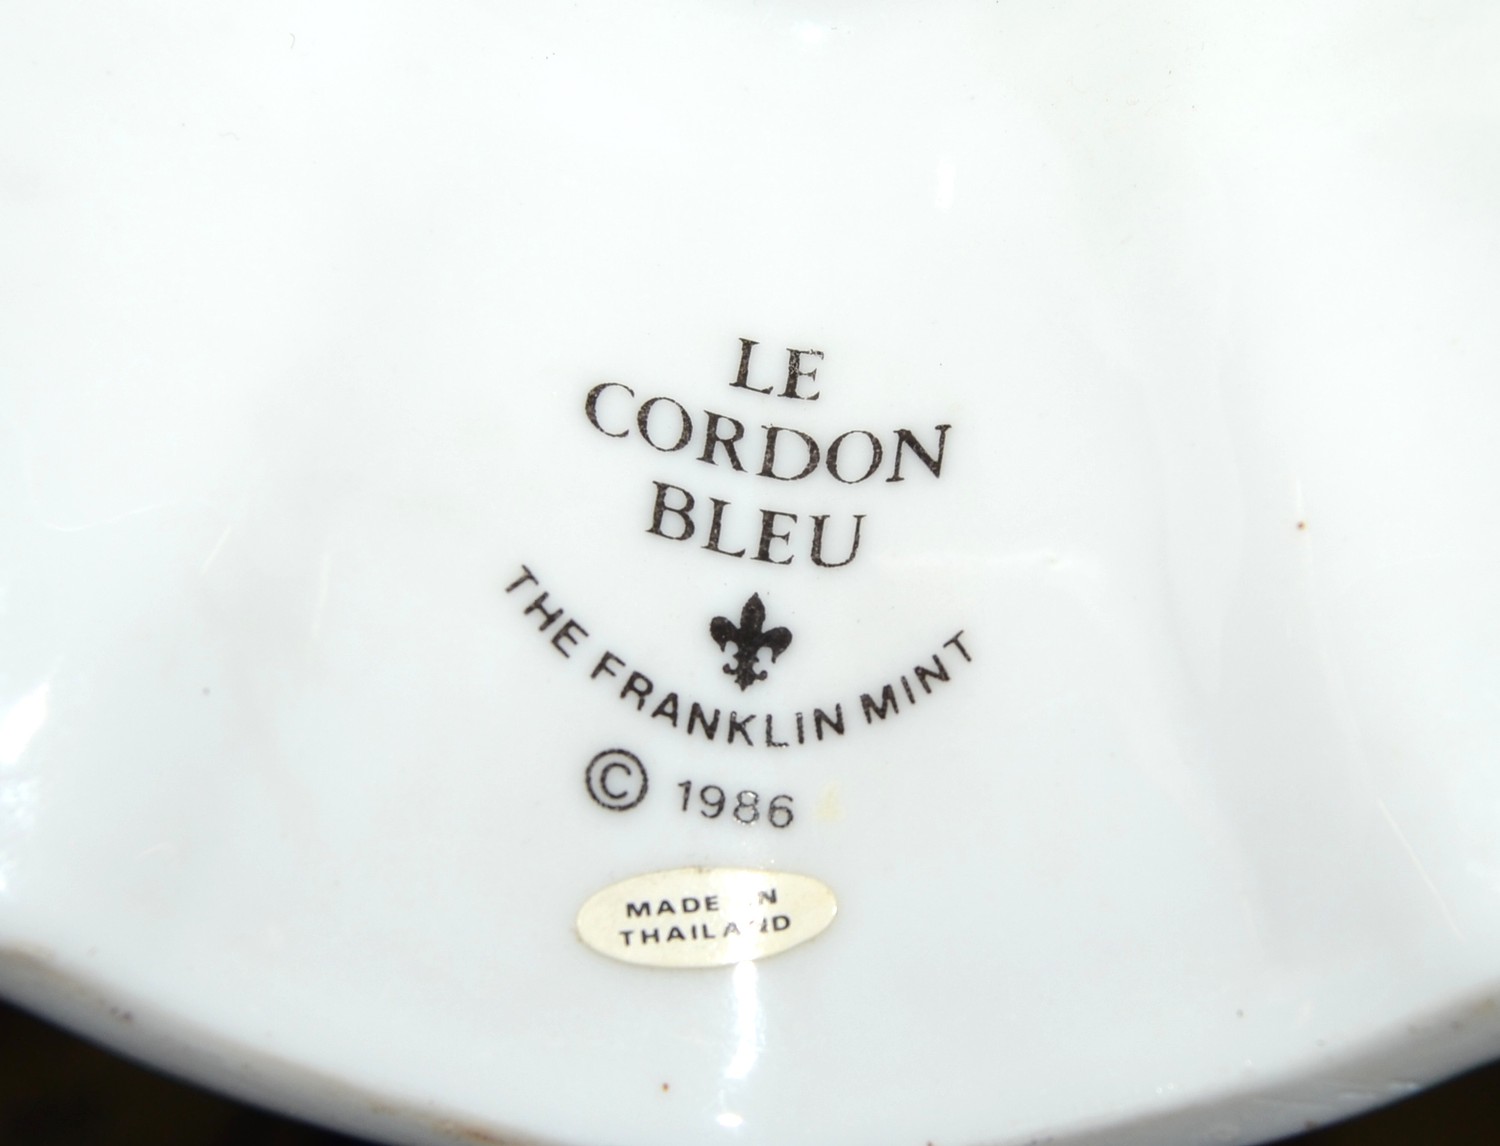 LE
CORDON
BLEU
THE FRANKLIN MINT
© 1986
MADE IN
THAILAND